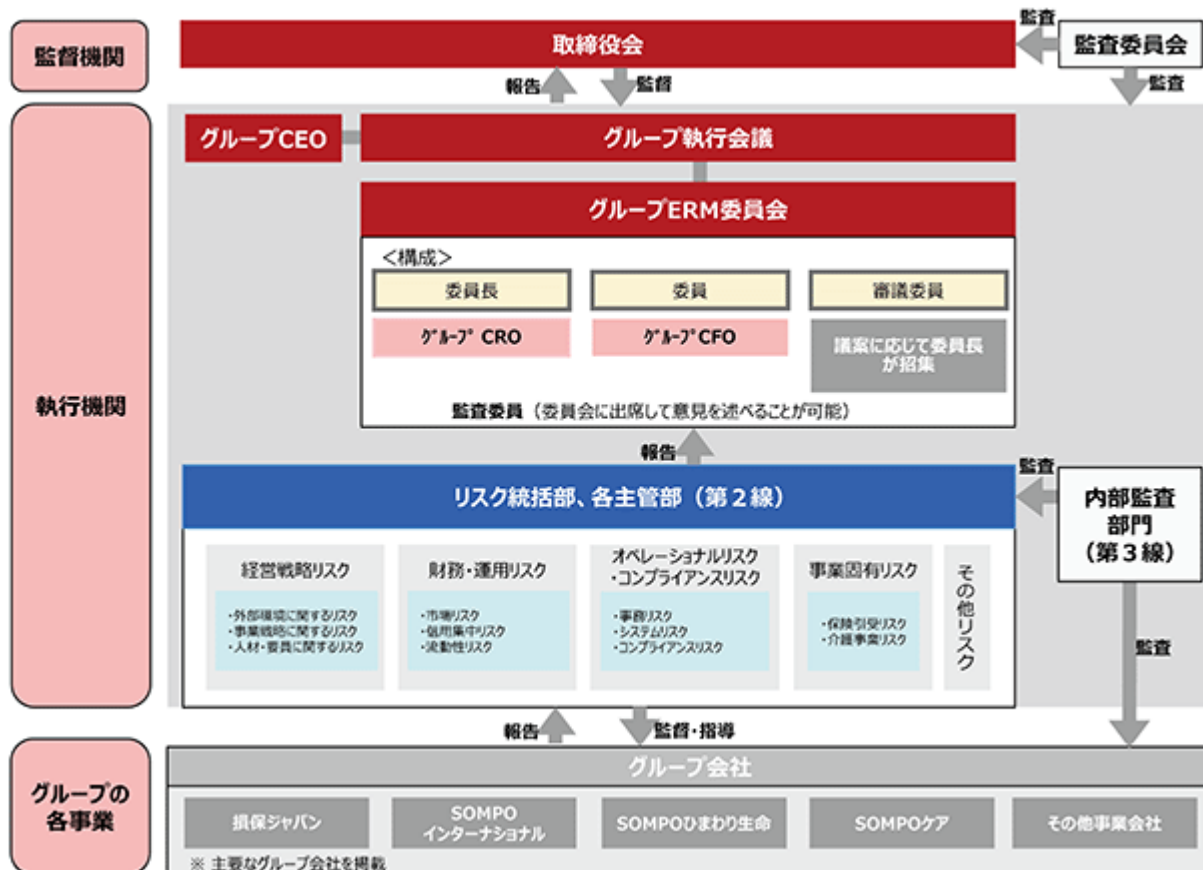 監督機関
取締役会
監査
監査委員会
報告
監督
監査
執行機関
グループCEO
グループ執行会議
グループERM委員会
＜構成＞
委員長
委員
審議委員
グループ CRO
グループCFO
議案に応じて委員長
が招集
監査委員（委員会に出席して意見を述べることが可能）
報告
監査
リスク統括部、各主管部（第２線）
内部監査
部門
（第３線）
経営戦略リスク
・外部環境に関するリスク
・事業戦略に関するリスク
・人材・要員に関するリスク
財務・運用リスク
・市場リスク
・信用集中リスク
・流動性リスク
オペレーショナルリスク
・コンプライアンスリスク
・事務リスク
・システムリスク
・コンプライアンスリスク
事業固有リスク
・保険引受リスク
・介護事業リスク
その他リスク
監査
報告
監督・指導
グループの
各事業
グループ会社
損保ジャパン
SOMPO
インターナショナル
SOMPOひまわり生命
SOMPOケア
その他事業会社
※ 主要なグループ会社を掲載